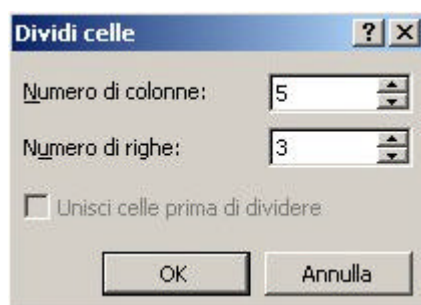 Dividi celle
Numero di colonne: 5
Numero di righe: 3
Unisci celle prima di dividere
OK Annulla